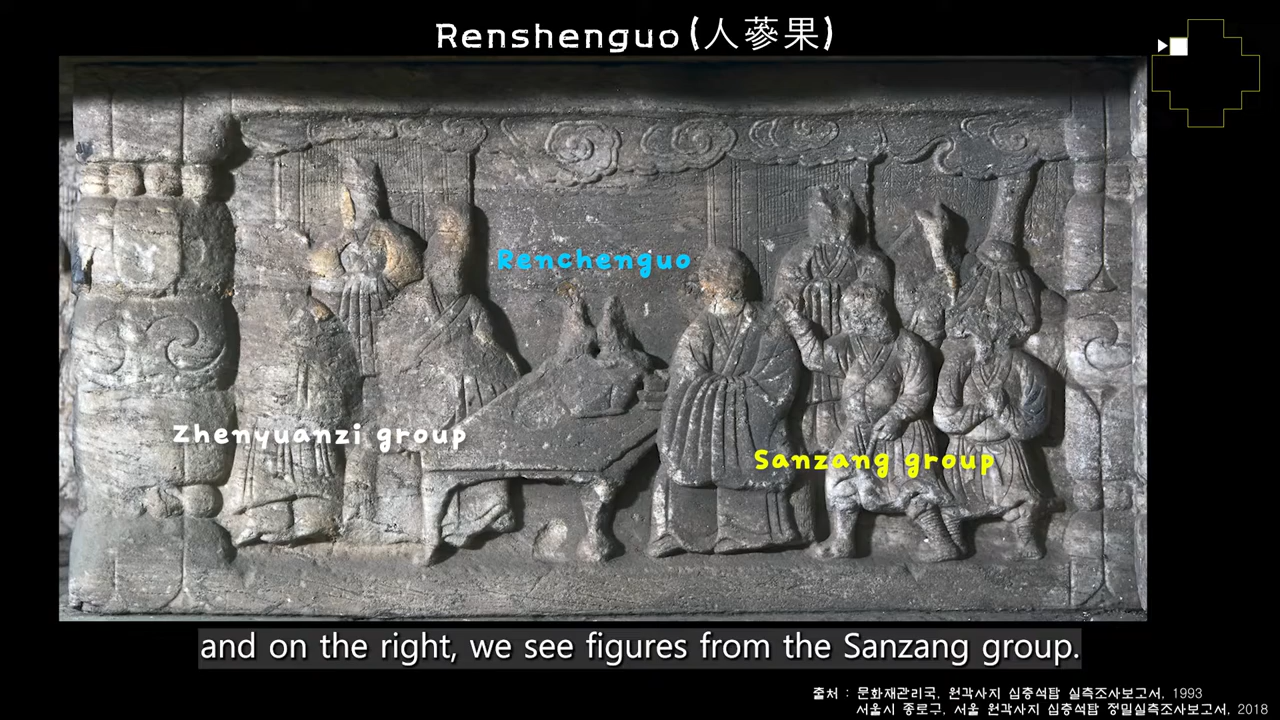 Renshenguo(人蔘果)
Renchenguo
Zhenyuanzi group
Sanzang group
and on the right, we see figures from the Sanzang group.
출처 : 문화재관리국, 원각사지 십층석탑 실측조사보고서, 1993
서울시 종로구, 서울 원각사지 십층석탑 정밀실측조사보고서, 2018